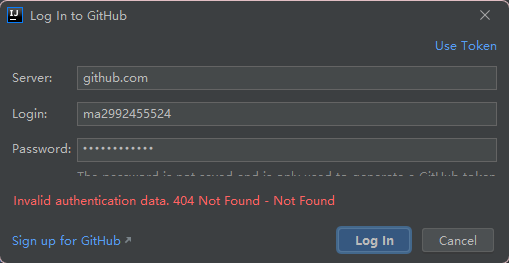 IJ
Log In to GitHub
Use Token
Server:
github.com
Login:
ma2992455524
Password:
••••••••••••
The password is not saved and is only used to generate a GitHub token
Invalid authentication data. 404 Not Found - Not Found
Sign up for GitHub
Log In
Cancel